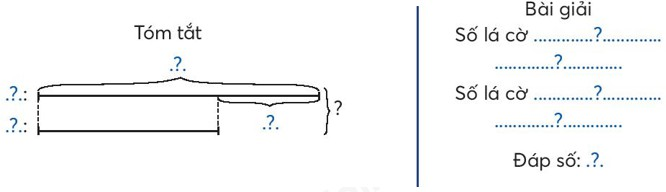 Tóm tắt
.?.
.?.:
.?.
?
.?.:
Bài giải
Số lá cờ ............?............
............?............
Số lá cờ ............?............
............?............
Đáp số: .?.